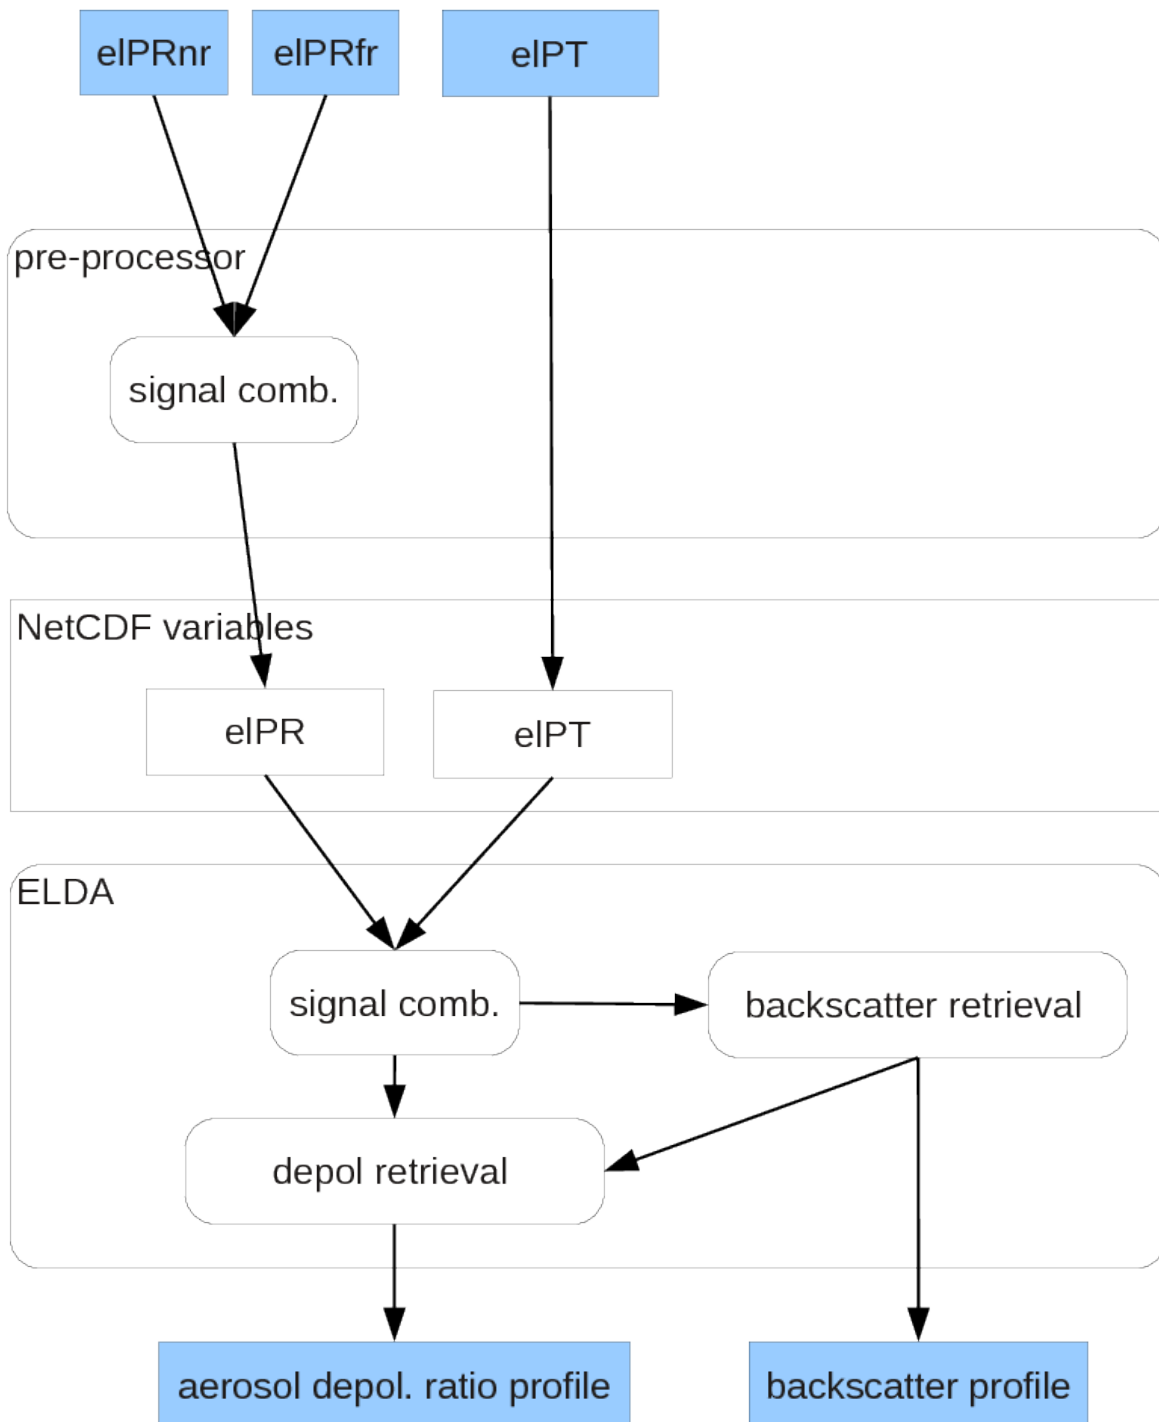 elPRnr
elPRfr
elPT
pre-processor
signal comb.
NetCDF variables
elPR
elPT
ELDA
signal comb.
backscatter retrieval
depol retrieval
aerosol depol. ratio profile
backscatter profile